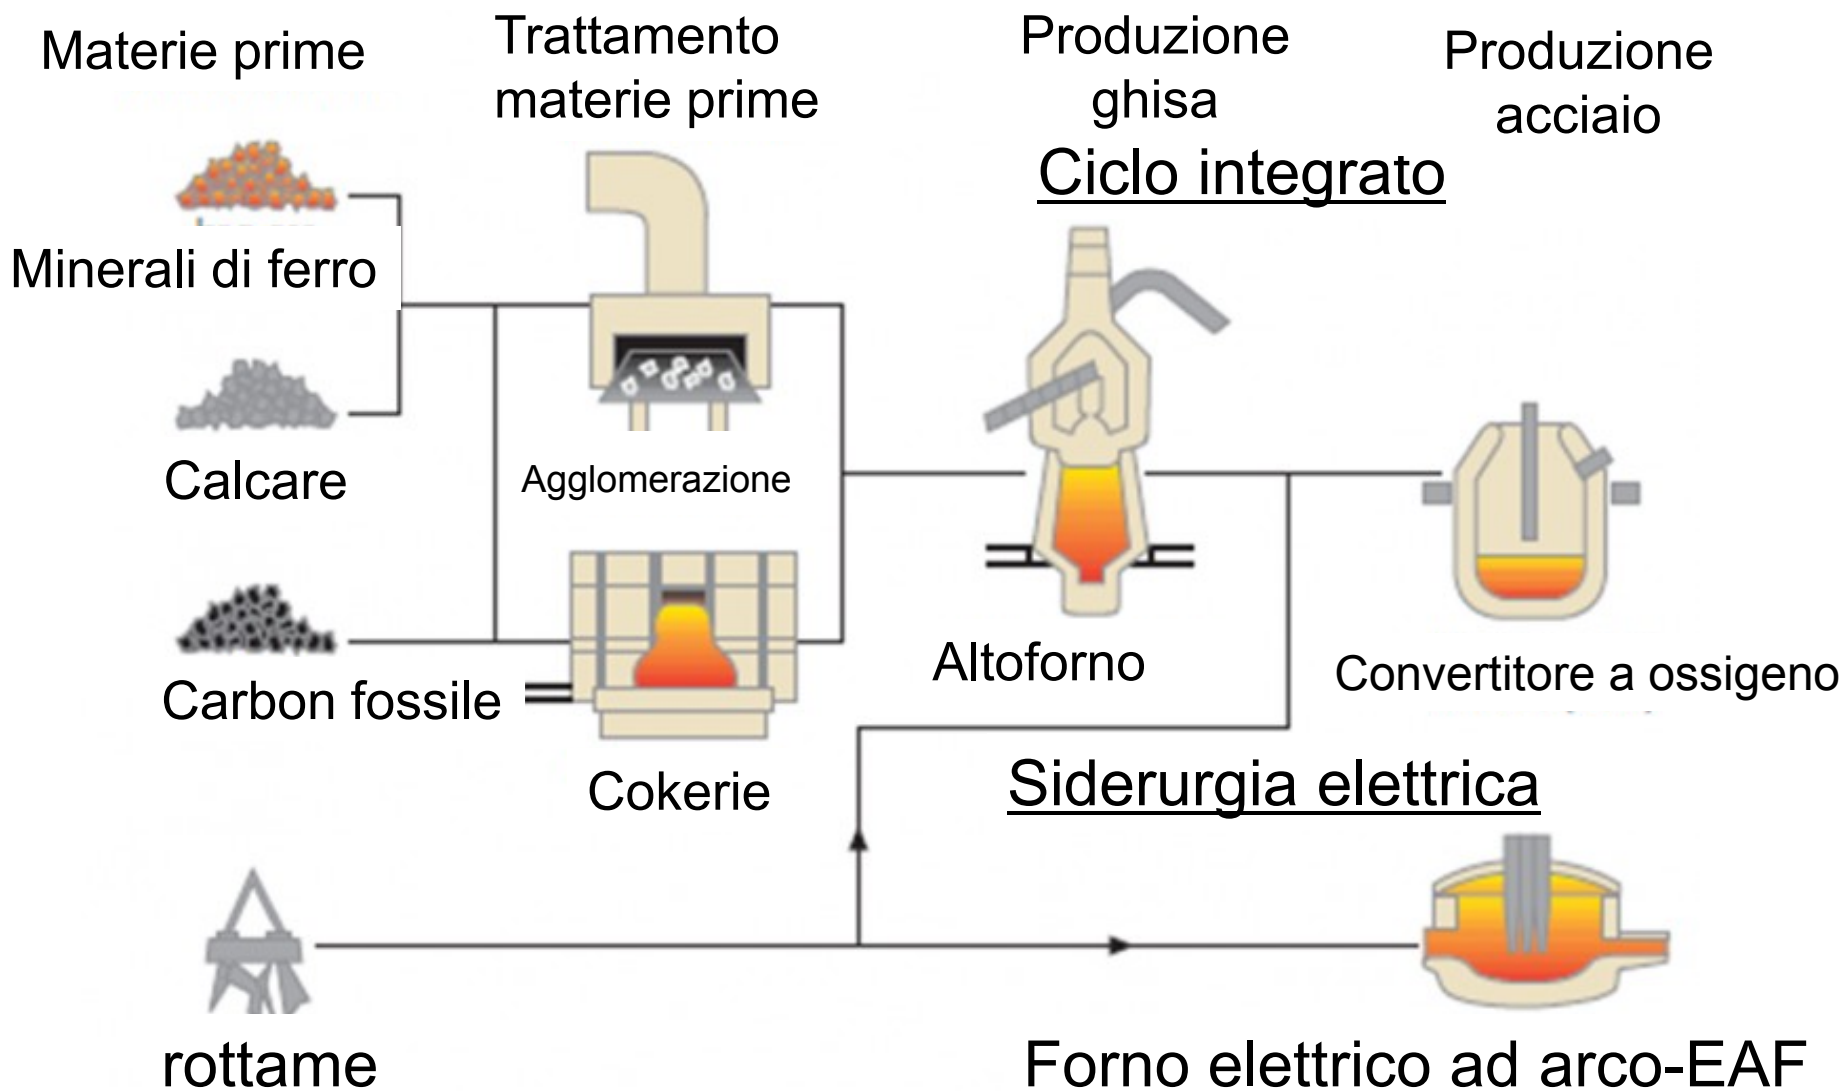 Materie prime
Trattamento
materie prime
Produzione
ghisa
Produzione
acciaio
Ciclo integrato
Minerali di ferro
Calcare
Agglomerazione
Carbon fossile
Cokerie
Altoforno
Convertitore a ossigeno
Siderurgia elettrica
rottame
Forno elettrico ad arco-EAF